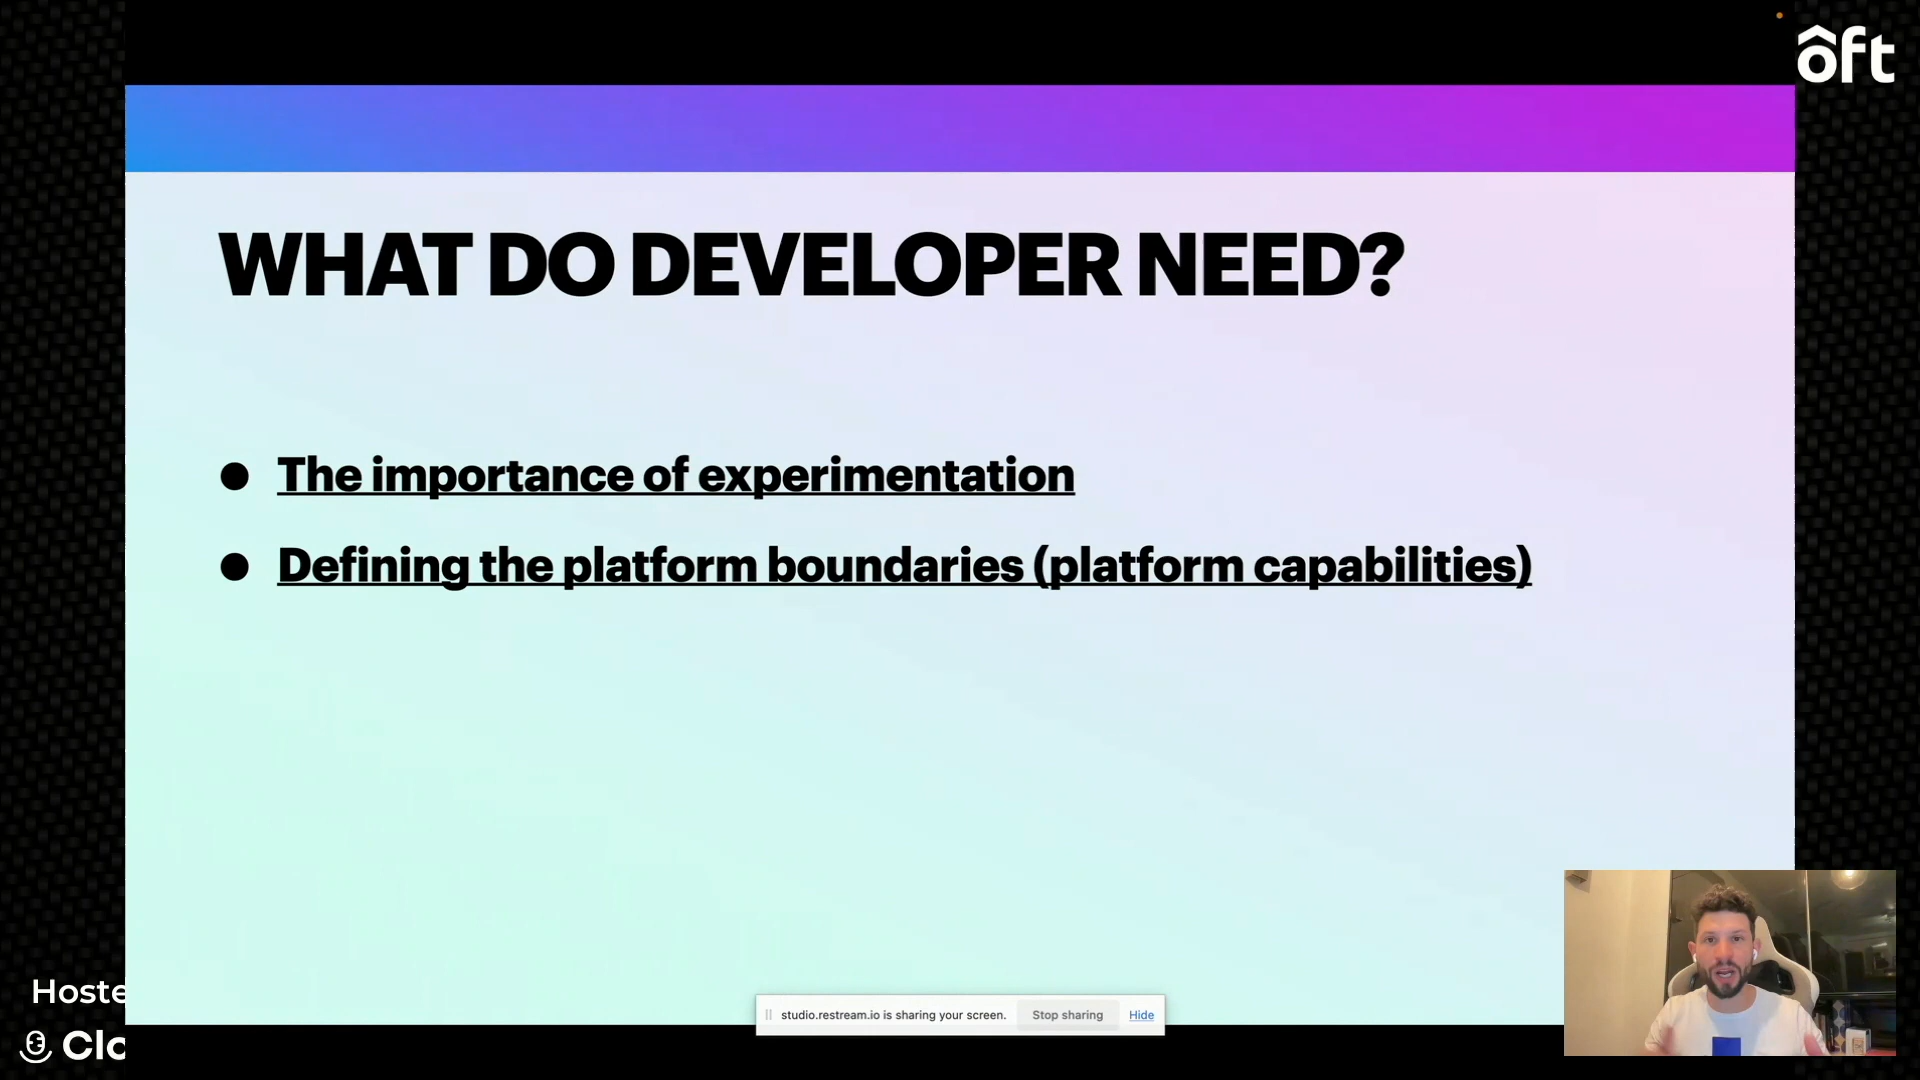 ôft
WHAT DO DEVELOPER NEED?
● The importance of experimentation
● Defining the platform boundaries (platform capabilities)
Hoste
Clc
studio.restream.io is sharing your screen. Stop sharing Hide